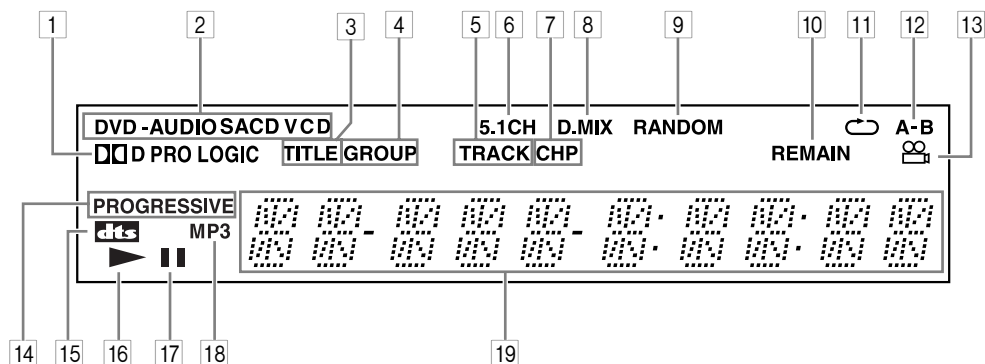 1 2 3 4 5 6 7 8 9 10 11 12 13
DVD -AUDIO SACD VCD 5.1CH D.MIX RANDOM A-B
D PRO LOGIC TITLE GROUP TRACK CHP REMAIN
PROGRESSIVE
dts MP3
14 15 16 17 18 19